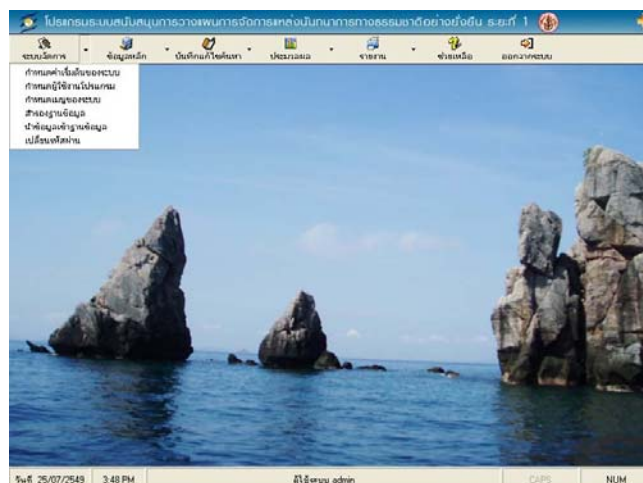 โปรแกรมระบบสนับสนุนการวางแผนการจัดการแหล่งนันทนาการทางธรรมชาติอย่างยั่งยืน ระยะที่ 1
ระบบจัดการ ข้อมูลหลัก บันทึกแก้ไขค้นหา ประมวลผล รายงาน ช่วยเหลือ ออกจากระบบ
กำหนดค่าเริ่มต้นของระบบ
กำหนดผู้ใช้งานโปรแกรม
กำหนดเมนูของระบบ
สำรองฐานข้อมูล
นำข้อมูลเข้าฐานข้อมูล
เปลี่ยนรหัสผ่าน
วันที่ 25/07/2549 3:48 PM ผู้ใช้ระบบ admin CAPS NUM